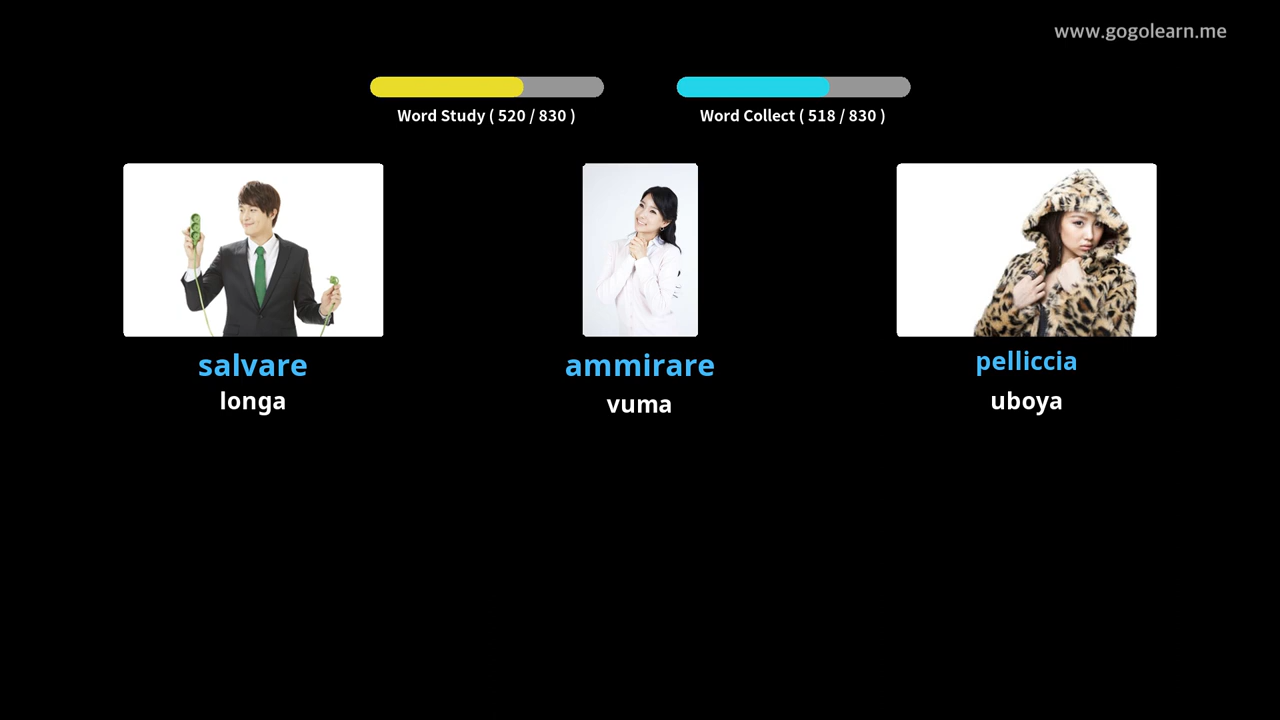 www.gogolearn.me
Word Study ( 520 / 830 )
Word Collect ( 518 / 830 )
salvare
longa
ammirare
vuma
pelliccia
uboya